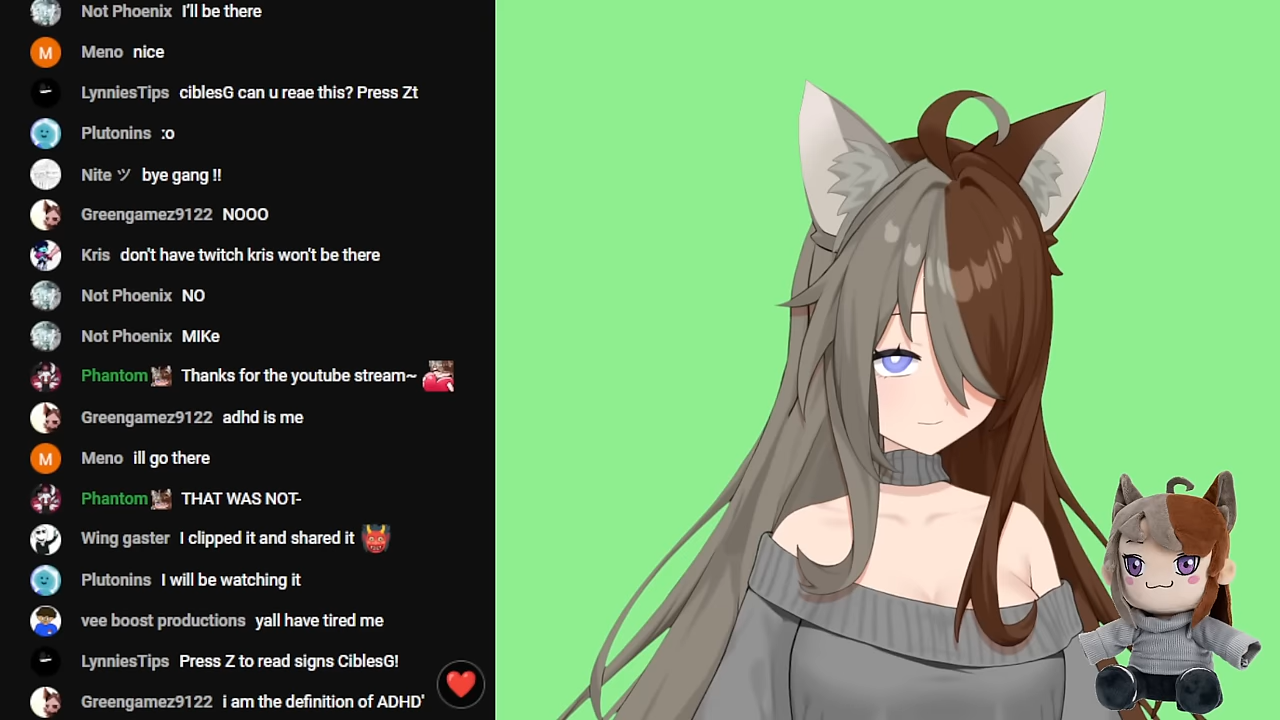 Not Phoenix I'll be there
M Meno nice
LynniesTips ciblesG can u reae this? Press Zt
Plutonins :o
Nite ツ bye gang !!
Greengamez9122 NOOO
Kris don't have twitch kris won't be there
Not Phoenix NO
Not Phoenix MIKe
Phantom Thanks for the youtube stream~
Greengamez9122 adhd is me
M Meno ill go there
Phantom THAT WAS NOT-
Wing gaster I clipped it and shared it
Plutonins I will be watching it
vee boost productions yall have tired me
LynniesTips Press Z to read signs CiblesG!
Greengamez9122 i am the definition of ADHD'